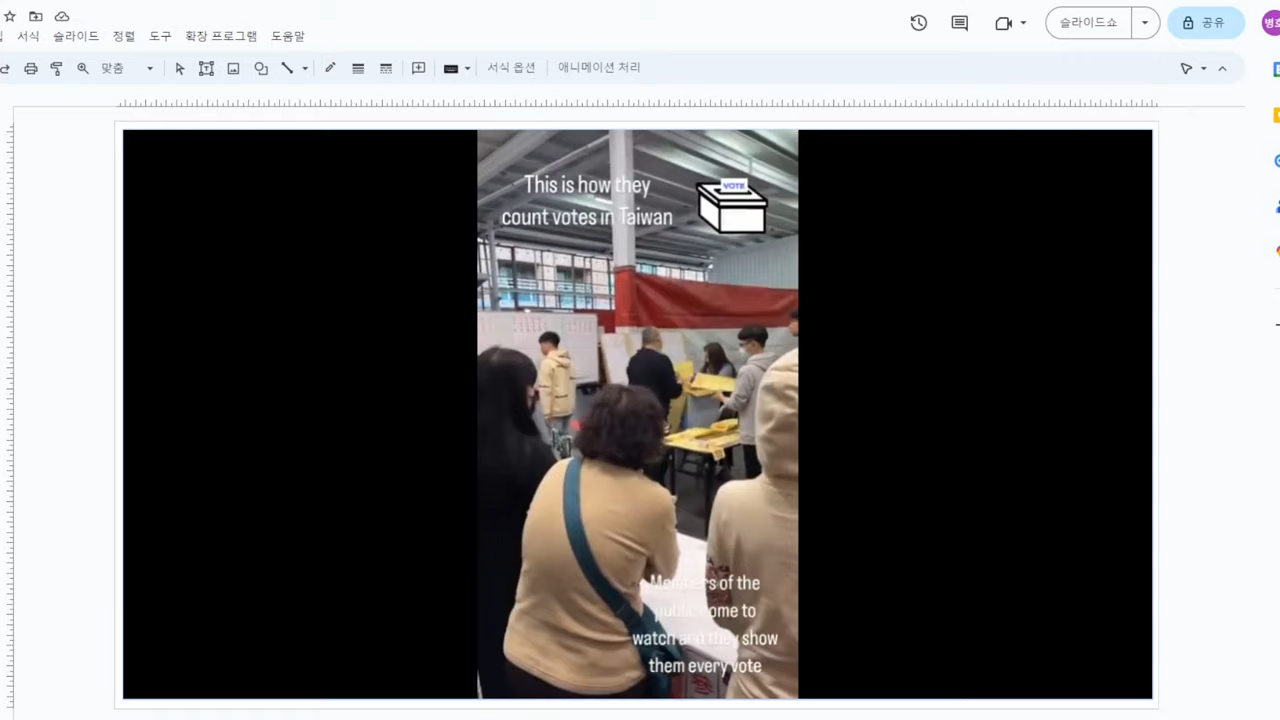 서식 슬라이드 정렬 도구 확장 프로그램 도움말
슬라이드쇼
공유
병호
맞춤
서식 옵션
애니메이션 처리
This is how they
count votes in Taiwan
VOTE
Members of the
public come to
watch and they show
them every vote